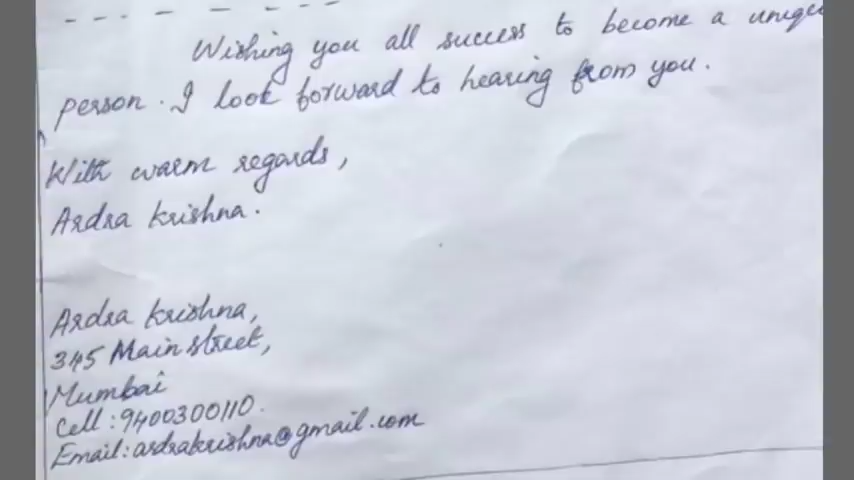 Wishing you all success to become a unique
person. I look forward to hearing from you.
With warm regards,
Ardra krishna.
Ardra krishna,
345 Main street,
Mumbai
Cell : 9400300110.
Email : ardrakrishna@gmail.com